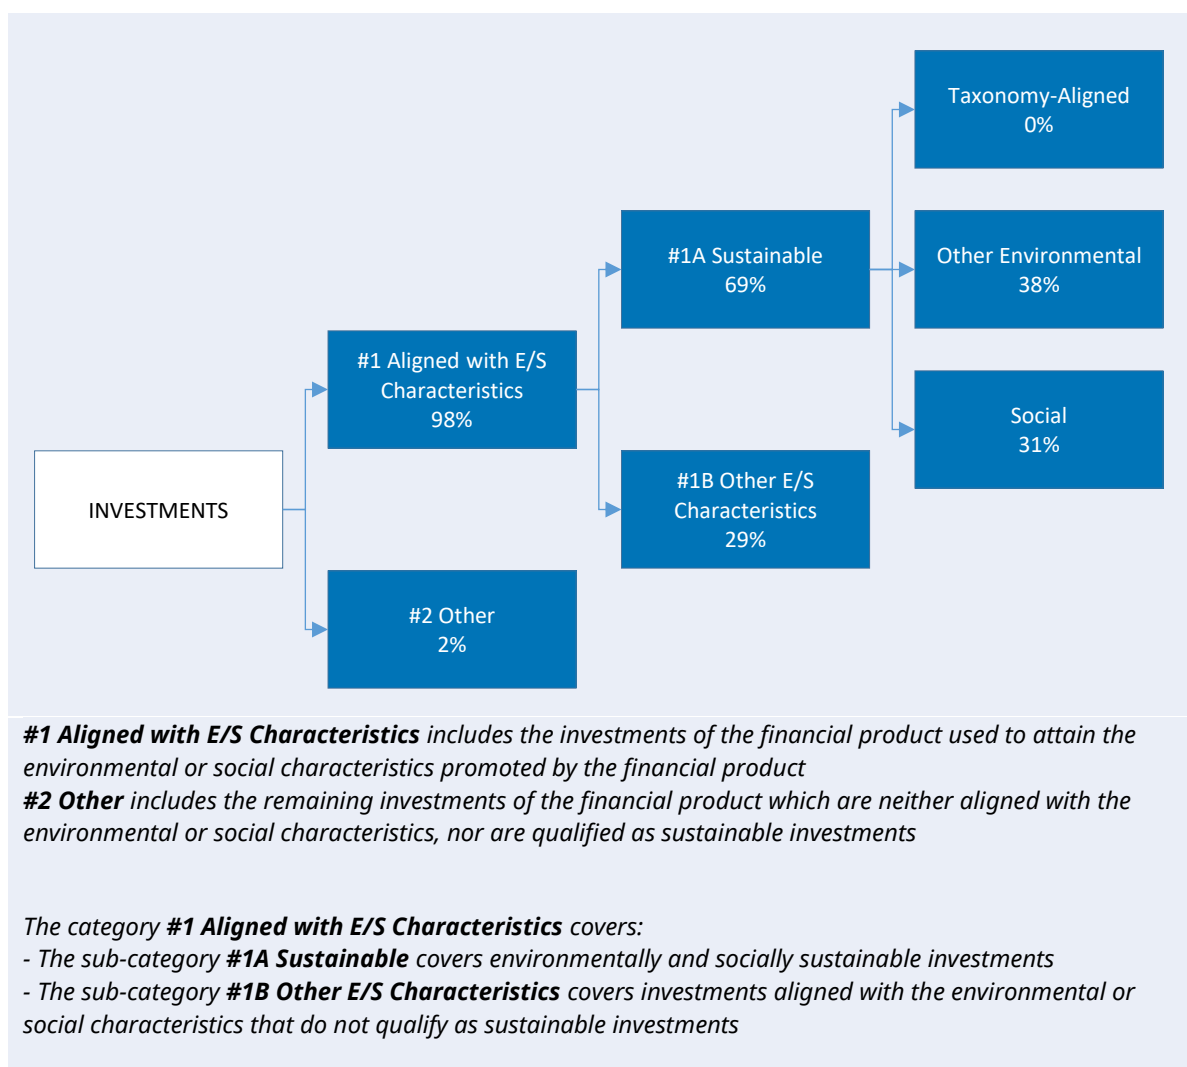 Taxonomy-Aligned
0%
#1A Sustainable
69%
Other Environmental
38%
#1 Aligned with E/S
Characteristics
98%
Social
31%
INVESTMENTS
#1B Other E/S
Characteristics
29%
#2 Other
2%
#1 Aligned with E/S Characteristics includes the investments of the financial product used to attain the
environmental or social characteristics promoted by the financial product
#2 Other includes the remaining investments of the financial product which are neither aligned with the
environmental or social characteristics, nor are qualified as sustainable investments
The category #1 Aligned with E/S Characteristics covers:
- The sub-category #1A Sustainable covers environmentally and socially sustainable investments
- The sub-category #1B Other E/S Characteristics covers investments aligned with the environmental or
social characteristics that do not qualify as sustainable investments